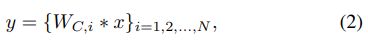 y = {W_{C,i} * x}_{i=1,2,...,N}, (2)